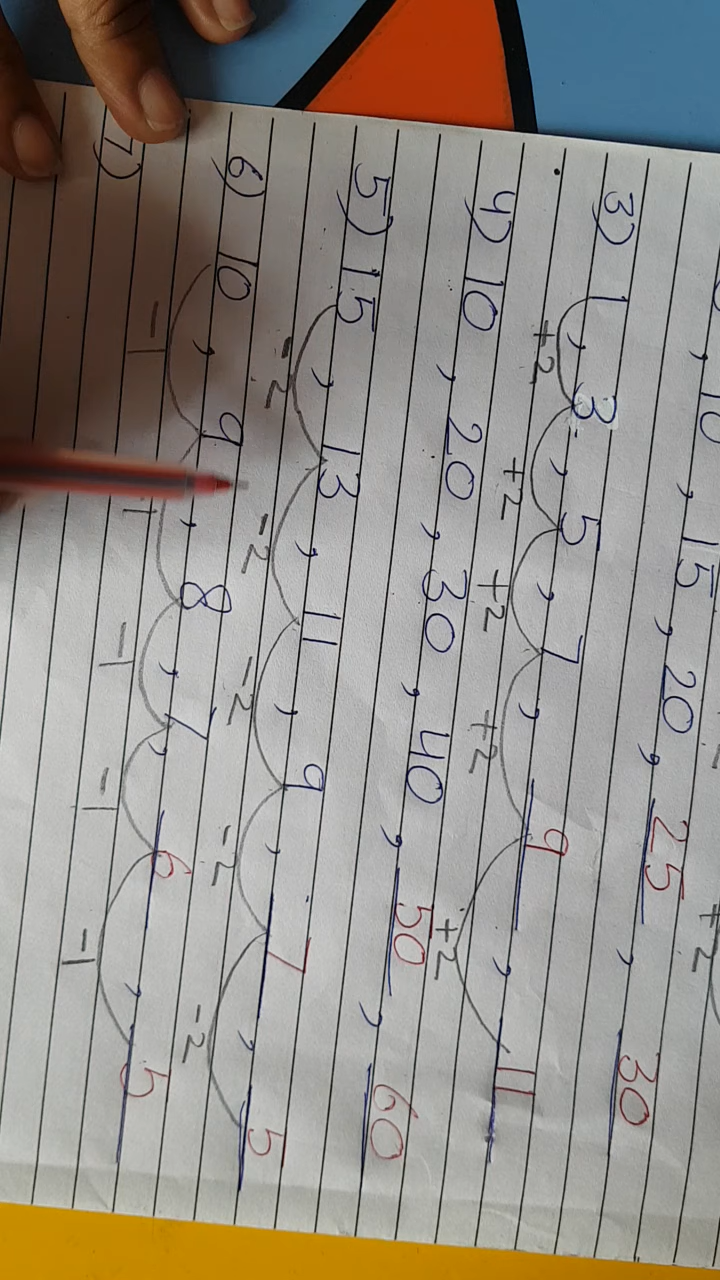 10 , 15 , 20 , 25 , 30
+2
3) 1 , 3 , 5 , 7 , 9 , 11
+2 +2 +2 +2 +2
4) 10 , 20 , 30 , 40 , 50 , 60
5) 15 , 13 , 11 , 9 , 7 , 5
-2 -2 -2 -2 -2
6) 10 , 9 , 8 , 7 , 6 , 5
-1 -1 -1 -1 -1
7)